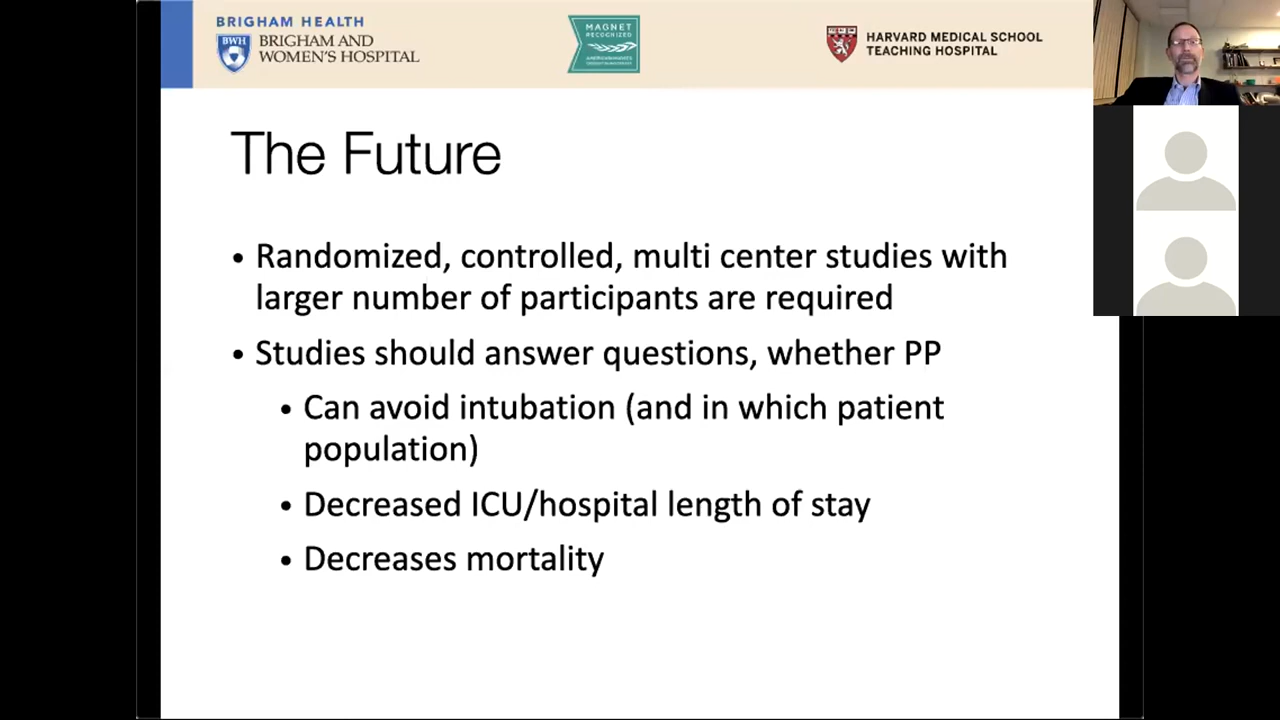 BRIGHAM HEALTH
BWH
BRIGHAM AND
WOMEN'S HOSPITAL
MAGNET
RECOGNIZED
HARVARD MEDICAL SCHOOL
TEACHING HOSPITAL
The Future
• Randomized, controlled, multi center studies with
larger number of participants are required
• Studies should answer questions, whether PP
• Can avoid intubation (and in which patient
population)
• Decreased ICU/hospital length of stay
• Decreases mortality